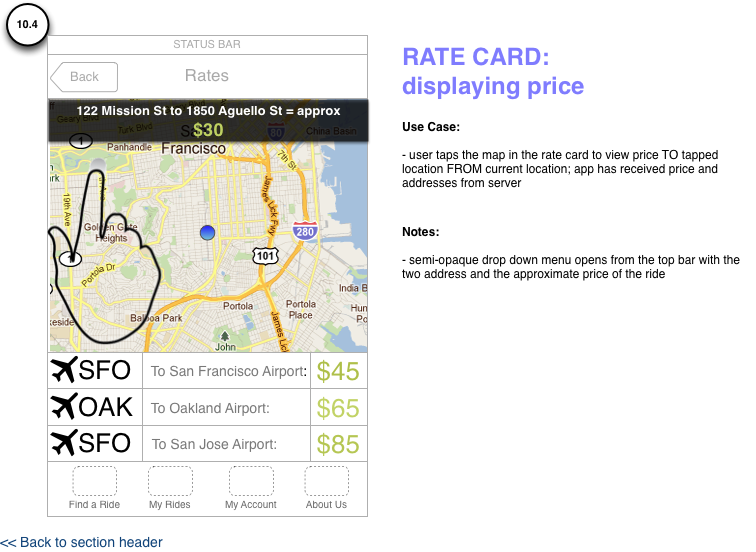 10.4
STATUS BAR
Back
Rates
122 Mission St to 1850 Aguello St = approx
$30
Turk Blvd
San
Francisco
80
China Basin
1
Panhandle
7th St
19th Ave
Golden Gate
Heights
James Lick Fwy
280
101
Portola Dr
India B
Balboa Park
Portola
Portola
Place
Hun
Po
eside
John
James Lic
SFO
To San Francisco Airport:
$45
OAK
To Oakland Airport:
$65
SFO
To San Jose Airport:
$85
Find a Ride
My Rides
My Account
About Us
RATE CARD:
displaying price
Use Case:
- user taps the map in the rate card to view price TO tapped
location FROM current location; app has received price and
addresses from server
Notes:
- semi-opaque drop down menu opens from the top bar with the
two address and the approximate price of the ride
<< Back to section header